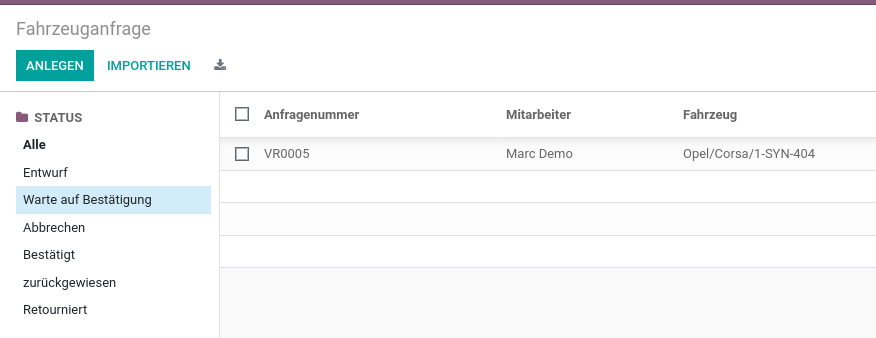 Fahrzeuganfrage
ANLEGEN IMPORTIEREN
STATUS
Alle
Entwurf
Warte auf Bestätigung
Abbrechen
Bestätigt
zurückgewiesen
Retourniert
Anfragenummer Mitarbeiter Fahrzeug
VR0005 Marc Demo Opel/Corsa/1-SYN-404